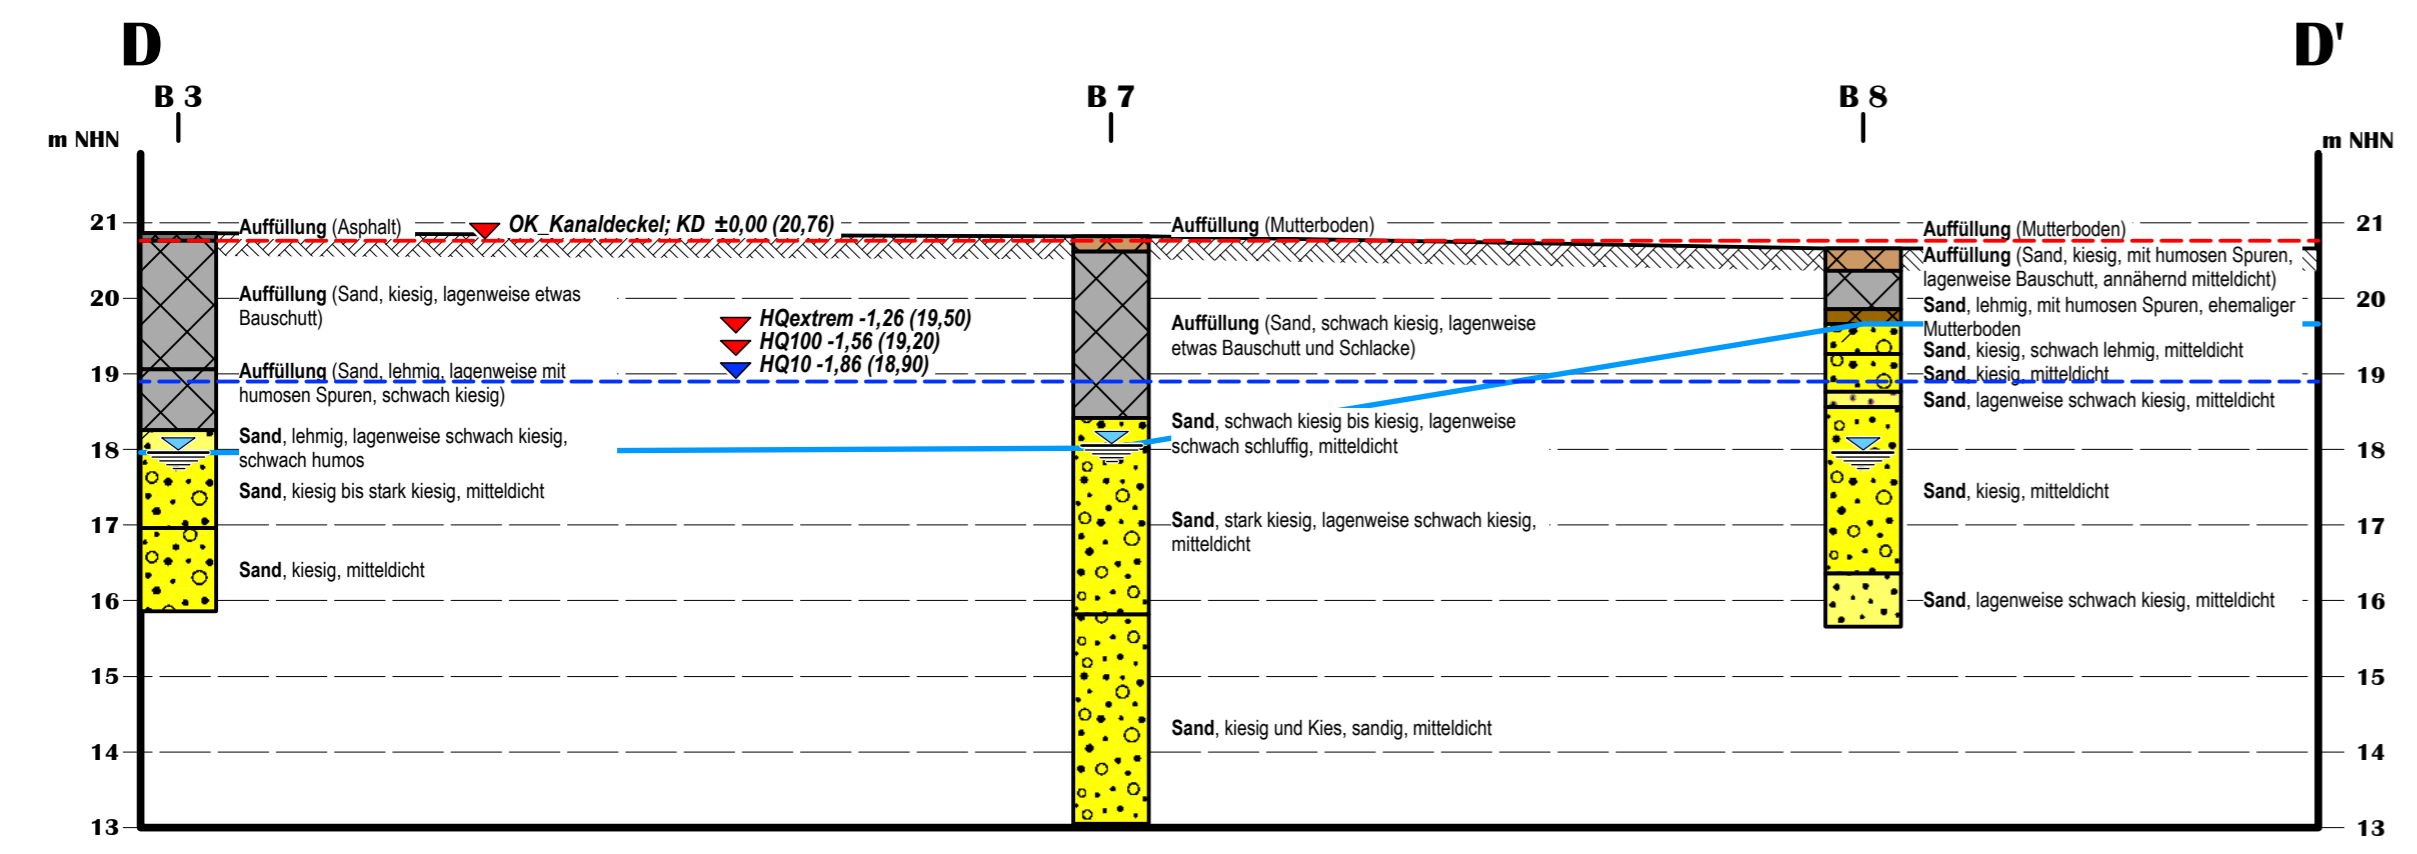 D
D'
B 3
B 7
B 8
m NHN
m NHN
21
20
19
18
17
16
15
14
13
Auffüllung (Asphalt)
OK_Kanaldeckel; KD ±0,00 (20,76)
Auffüllung (Sand, kiesig, lagenweise etwas
Bauschutt)
HQextrem -1,26 (19,50)
HQ100 -1,56 (19,20)
HQ10 -1,86 (18,90)
Auffüllung (Sand, lehmig, lagenweise mit
humosen Spuren, schwach kiesig)
Sand, lehmig, lagenweise schwach kiesig,
schwach humos
Sand, kiesig bis stark kiesig, mitteldicht
Sand, kiesig, mitteldicht
Auffüllung (Mutterboden)
Auffüllung (Sand, schwach kiesig, lagenweise
etwas Bauschutt und Schlacke)
Sand, schwach kiesig bis kiesig, lagenweise
schwach schluffig, mitteldicht
Sand, stark kiesig, lagenweise schwach kiesig,
mitteldicht
Sand, kiesig und Kies, sandig, mitteldicht
Auffüllung (Mutterboden)
Auffüllung (Sand, kiesig, mit humosen Spuren,
lagenweise Bauschutt, annähernd mitteldicht)
Sand, lehmig, mit humosen Spuren, ehemaliger
Mutterboden
Sand, kiesig, schwach lehmig, mitteldicht
Sand, kiesig, mitteldicht
Sand, lagenweise schwach kiesig, mitteldicht
Sand, kiesig, mitteldicht
Sand, lagenweise schwach kiesig, mitteldicht
21
20
19
18
17
16
15
14
13